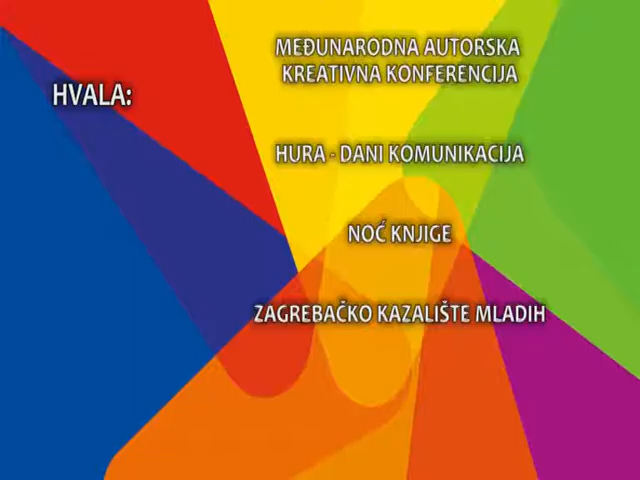 HVALA:
MEĐUNARODNA AUTORSKA
KREATIVNA KONFERENCIJA
HURA - DANI KOMUNIKACIJA
NOĆ KNJIGE
ZAGREBAČKO KAZALIŠTE MLADIH